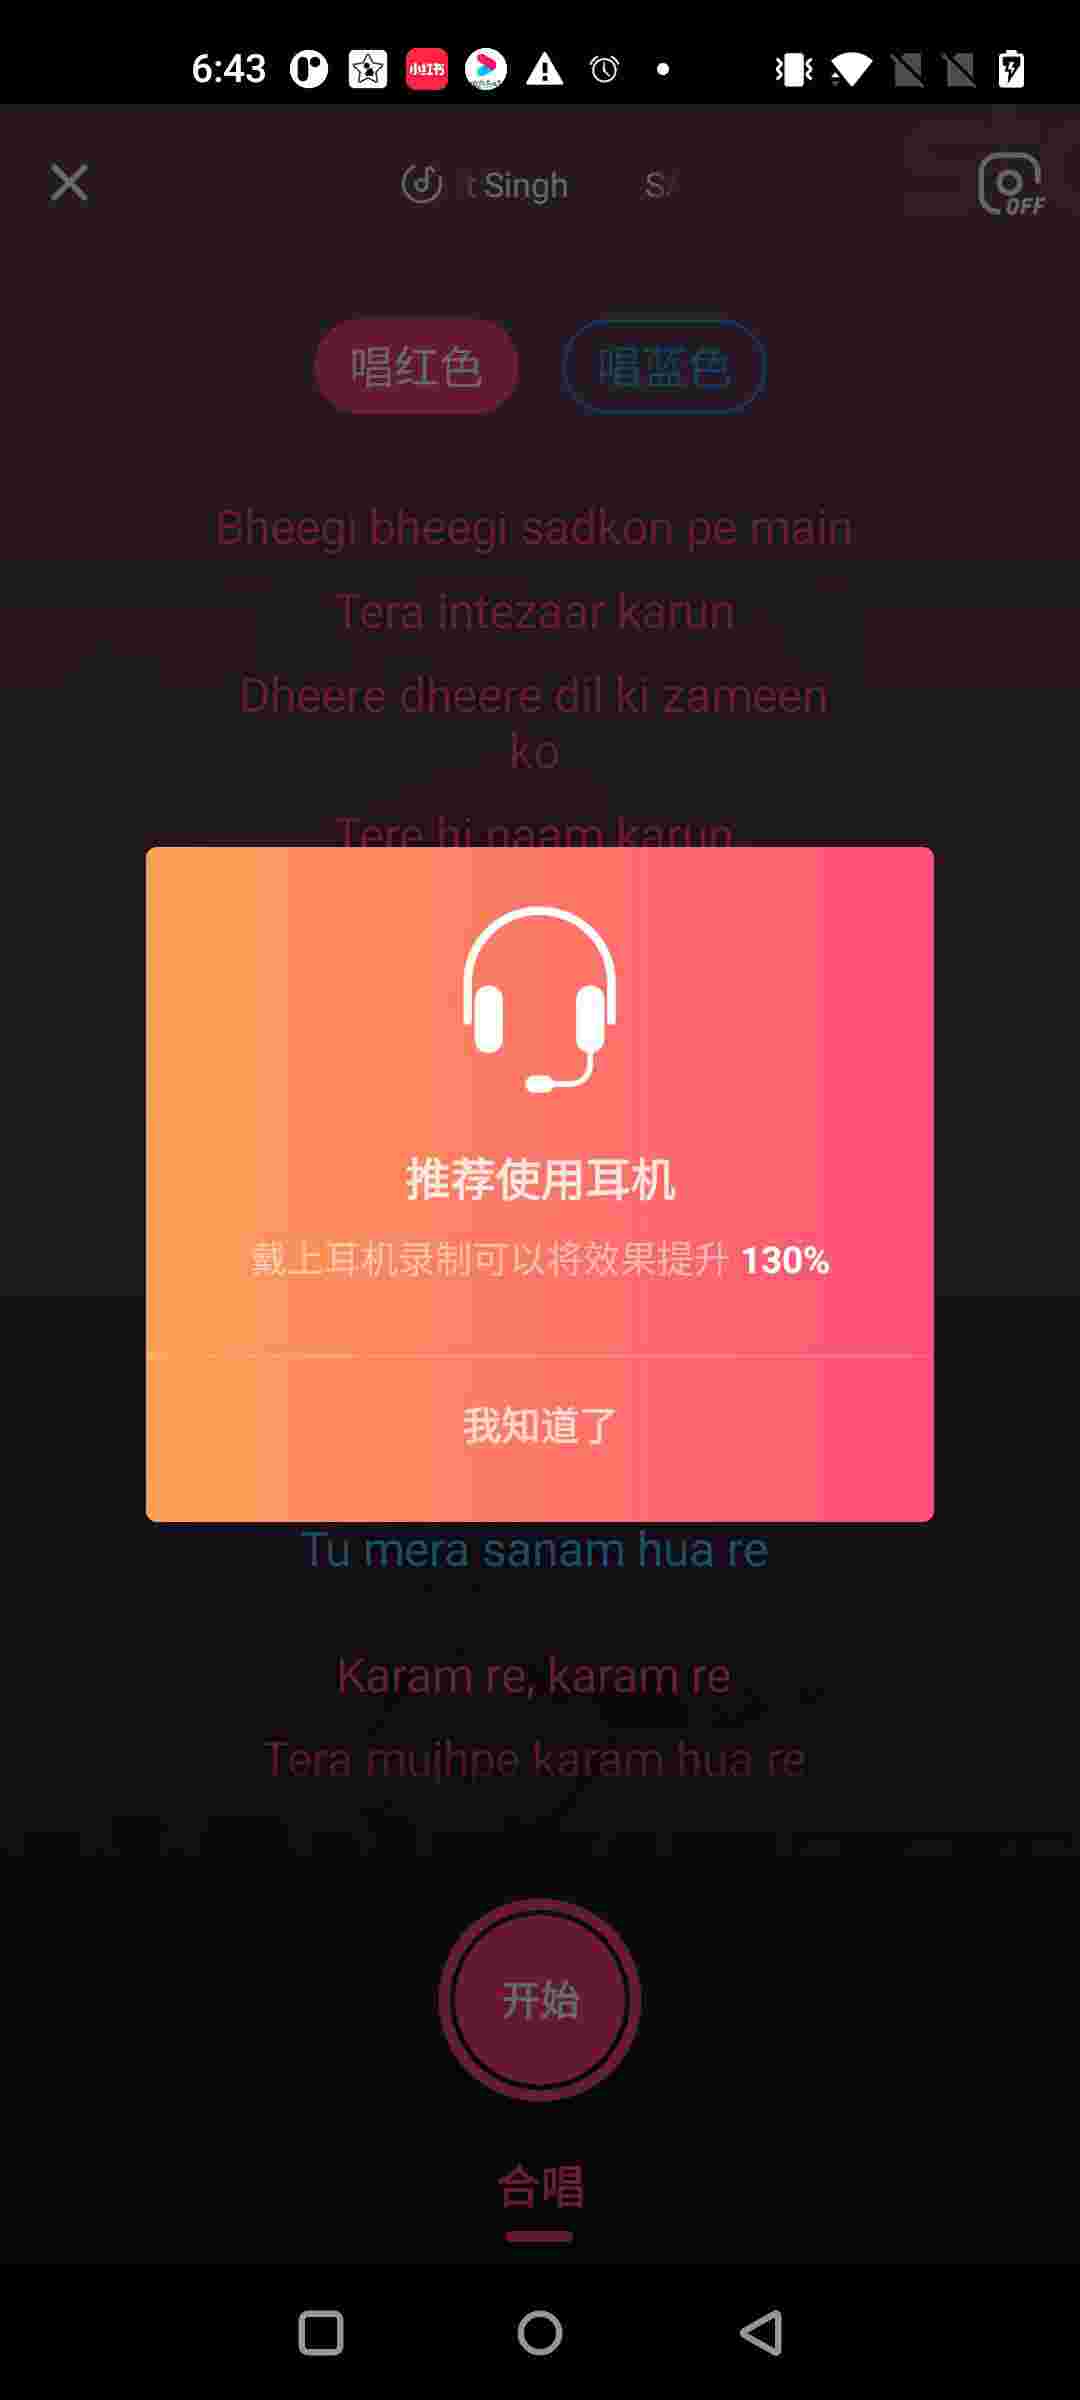 6:43
小红书
t Singh S
OFF
唱红色 唱蓝色
Bheegi bheegi sadkon pe main
Tera intezaar karun
Dheere dheere dil ki zameen
ko
Tere hi naam karun
推荐使用耳机
戴上耳机录制可以将效果提升 130%
我知道了
Tu mera sanam hua re
Karam re, karam re
Tera mujhpe karam hua re
开始
合唱